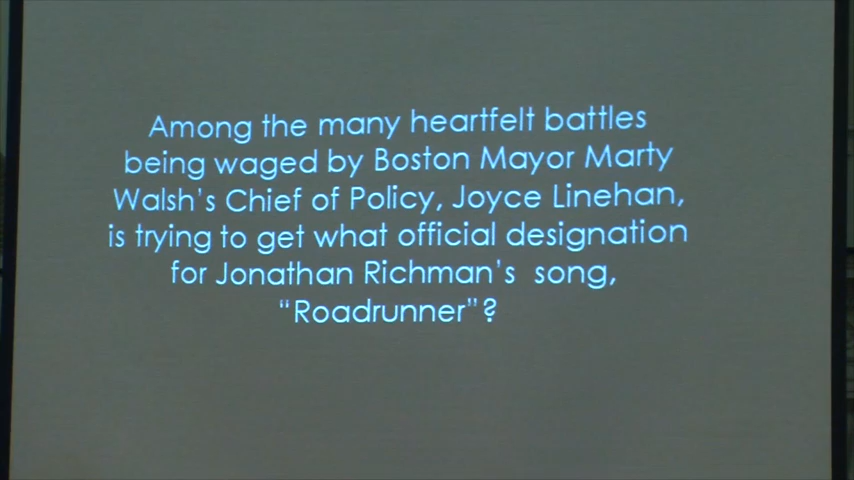 Among the many heartfelt battles
being waged by Boston Mayor Marty
Walsh's Chief of Policy, Joyce Linehan,
is trying to get what official designation
for Jonathan Richman's song,
"Roadrunner"?